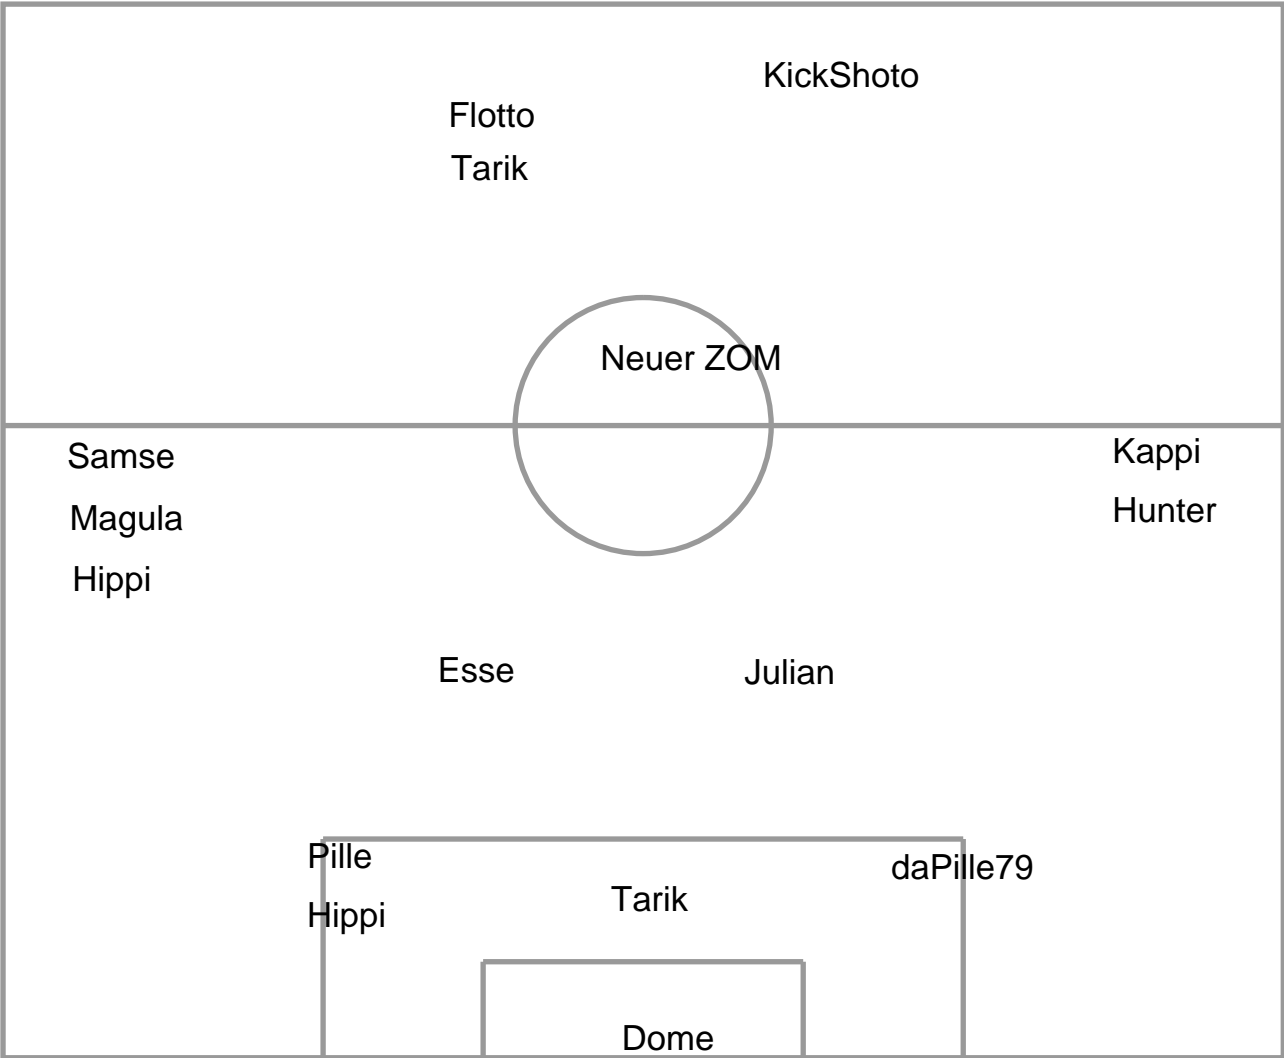 KickShoto
Flotto
Tarik
Neuer ZOM
Samse
Kappi
Magula
Hunter
Hippi
Esse
Julian
Pille
daPille79
Tarik
Hippi
Dome